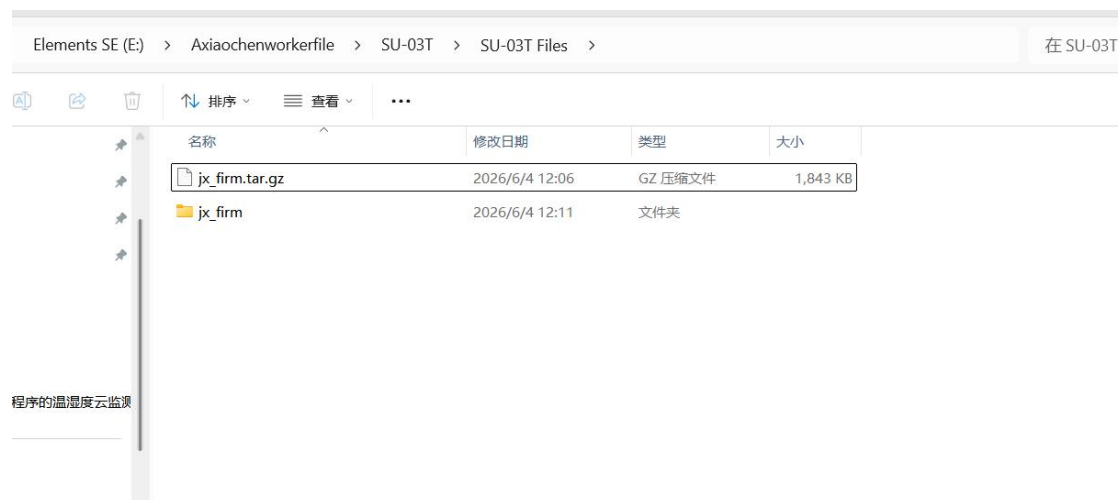 Elements SE (E:) > Axiaochenworkerfile > SU-03T > SU-03T Files >
在 SU-03T
排序 查看 •••
名称 修改日期 类型 大小
jx_firm.tar.gz 2026/6/4 12:06 GZ 压缩文件 1,843 KB
jx_firm 2026/6/4 12:11 文件夹
程序的温湿度云监测